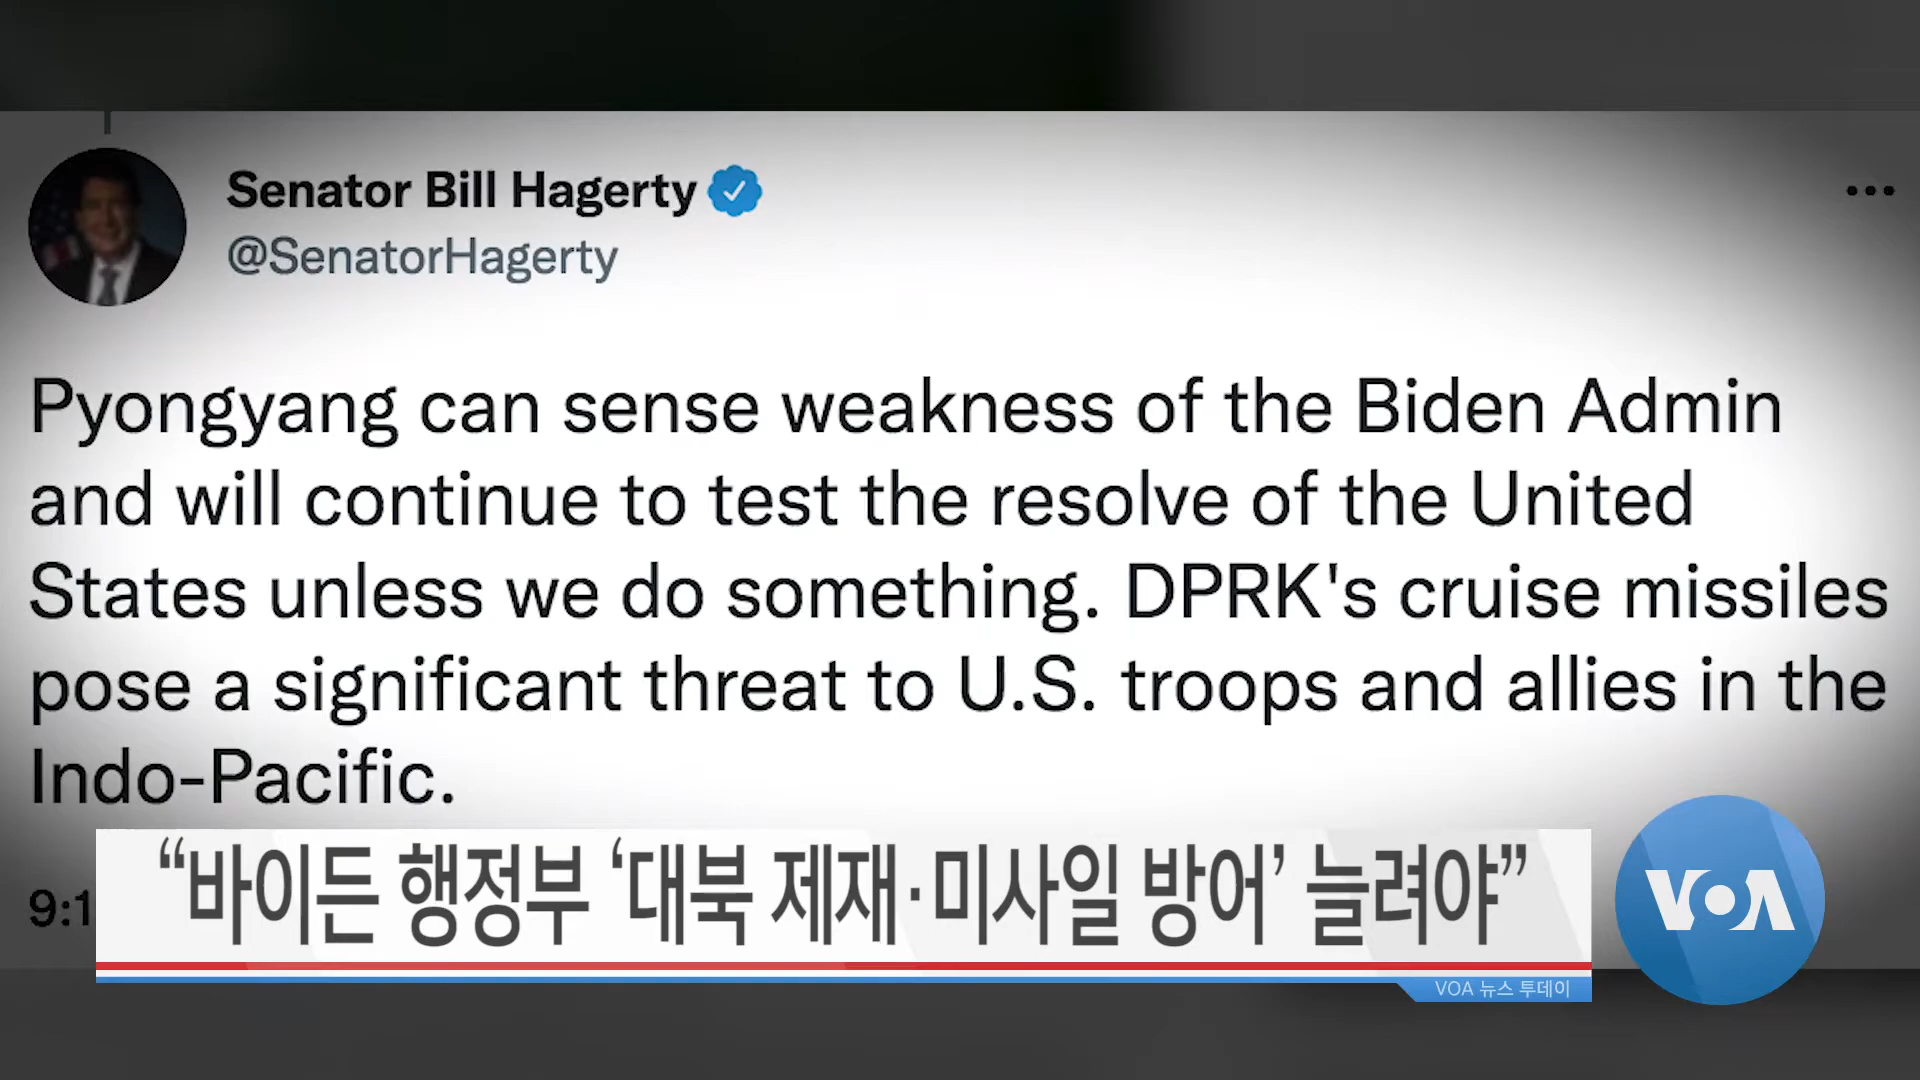 Senator Bill Hagerty
@SenatorHagerty
Pyongyang can sense weakness of the Biden Admin
and will continue to test the resolve of the United
States unless we do something. DPRK's cruise missiles
pose a significant threat to U.S. troops and allies in the
Indo-Pacific.
9:1
“바이든 행정부 ‘대북 제재·미사일 방어’ 늘려야”
VOA
VOA 뉴스 투데이